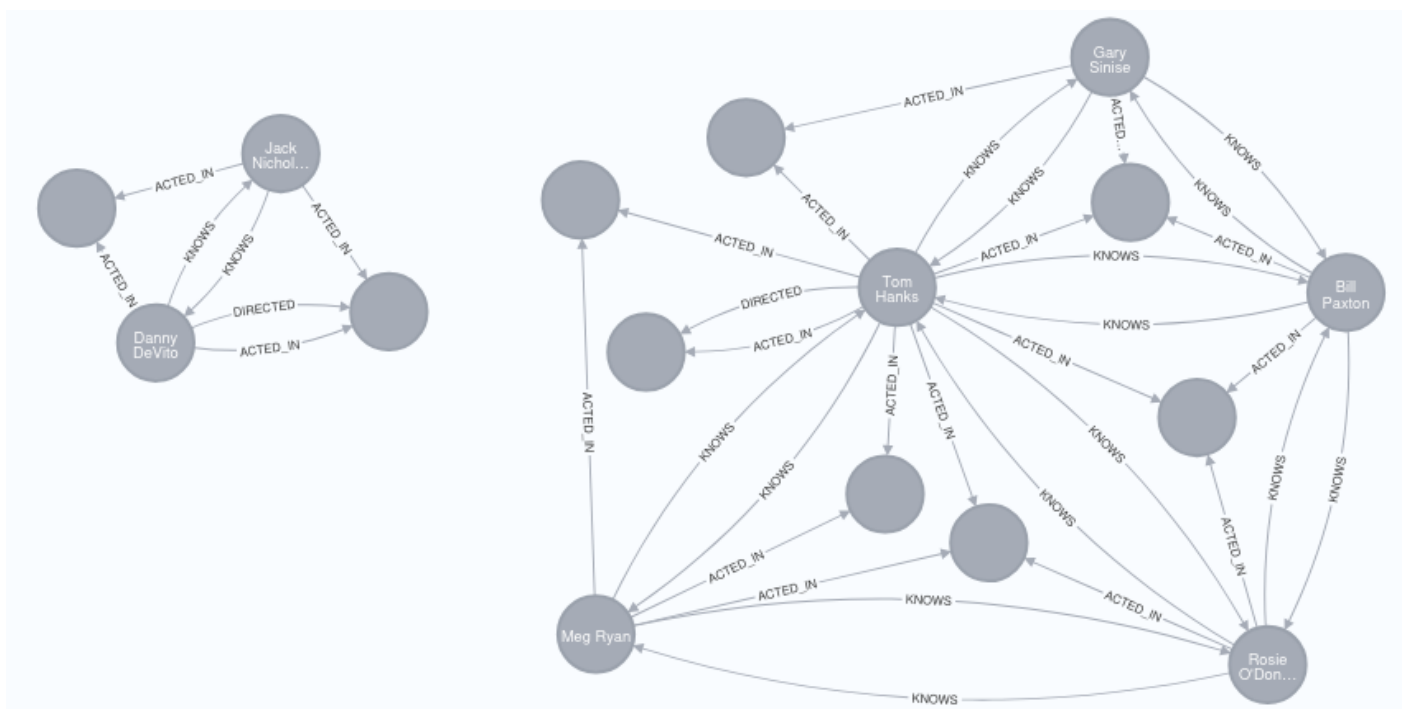 Jack
Nichol...
ACTED_IN
ACTED_IN
KNOWS
KNOWS
ACTED_IN
DIRECTED
Danny
DeVito
ACTED_IN
Gary
Sinise
ACTED_IN
ACTED...
KNOWS
KNOWS
KNOWS
KNOWS
ACTED_IN
ACTED_IN
ACTED_IN
ACTED_IN
KNOWS
Tom
Hanks
Bill
Paxton
DIRECTED
KNOWS
ACTED_IN
ACTED_IN
ACTED_IN
ACTED_IN
ACTED_IN
ACTED_IN
KNOWS
KNOWS
KNOWS
KNOWS
KNOWS
KNOWS
ACTED_IN
ACTED_IN
ACTED_IN
ACTED_IN
KNOWS
Meg Ryan
Rosie
O'Don...
KNOWS